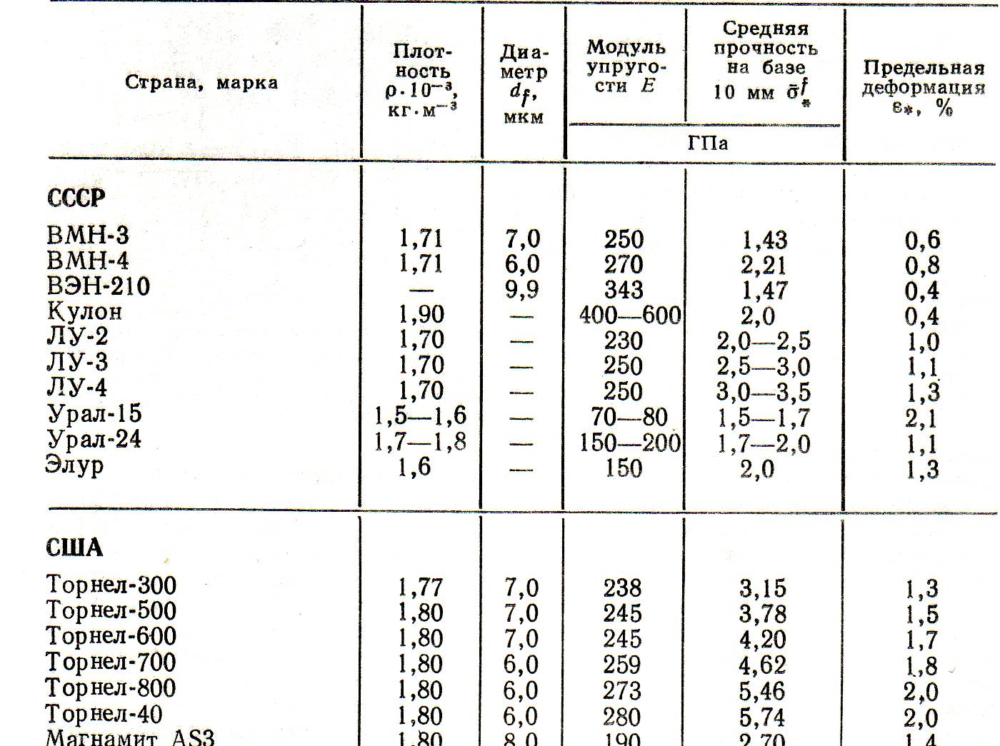 Страна, марка
Плот-
ность
ρ·10⁻³,
кг·м⁻³
Диа-
метр
d_f,
мкм
Модуль
упруго-
сти E
Средняя
прочность
на базе
10 мм σ̄ᶠ*
ГПа
Предельная
деформация
ε*, %
СССР
ВМН-3 1,71 7,0 250 1,43 0,6
ВМН-4 1,71 6,0 270 2,21 0,8
ВЭН-210 — 9,9 343 1,47 0,4
Кулон 1,90 — 400—600 2,0 0,4
ЛУ-2 1,70 — 230 2,0—2,5 1,0
ЛУ-3 1,70 — 250 2,5—3,0 1,1
ЛУ-4 1,70 — 250 3,0—3,5 1,3
Урал-15 1,5—1,6 — 70—80 1,5—1,7 2,1
Урал-24 1,7—1,8 — 150—200 1,7—2,0 1,1
Элур 1,6 — 150 2,0 1,3
США
Торнел-300 1,77 7,0 238 3,15 1,3
Торнел-500 1,80 7,0 245 3,78 1,5
Торнел-600 1,80 7,0 245 4,20 1,7
Торнел-700 1,80 6,0 259 4,62 1,8
Торнел-800 1,80 6,0 273 5,46 2,0
Торнел-40 1,80 6,0 280 5,74 2,0
Магнамит AS3 1,80 8,0 190 2,70 1,4